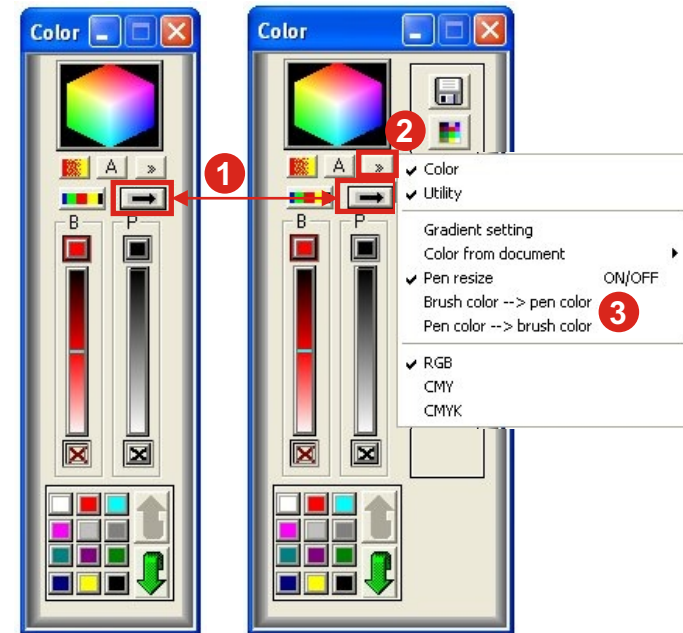 Color
A »
B P
1
Color
2
A »
B P
Color
Utility
Gradient setting
Color from document
Pen resize ON/OFF
Brush color --> pen color
3
Pen color --> brush color
RGB
CMY
CMYK